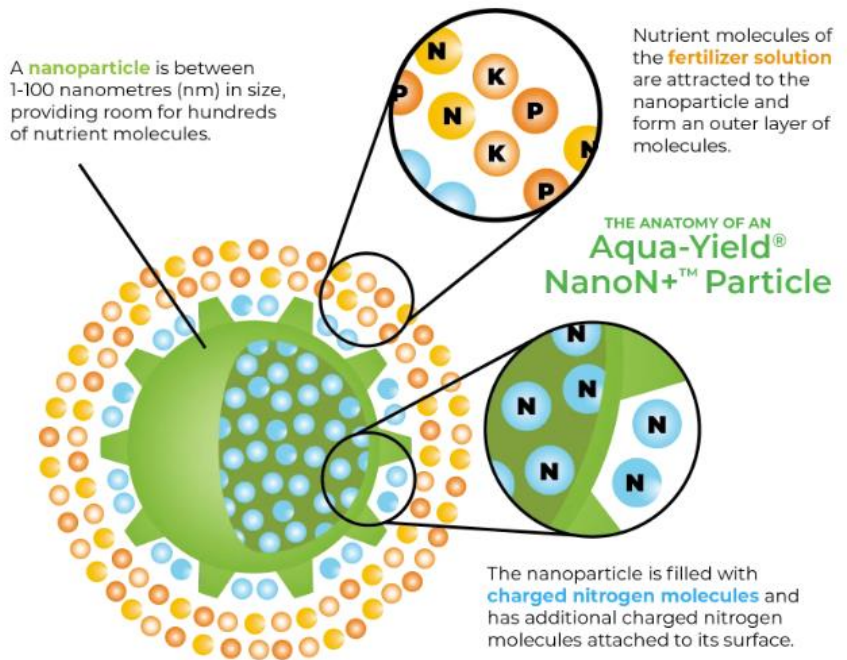 A nanoparticle is between
1-100 nanometres (nm) in size,
providing room for hundreds
of nutrient molecules.
N
K
P
N
P
K
N
P
Nutrient molecules of
the fertilizer solution
are attracted to the
nanoparticle and
form an outer layer of
molecules.
THE ANATOMY OF AN
Aqua-Yield®
NanoN+™ Particle
N
N
N
N
N
N
The nanoparticle is filled with
charged nitrogen molecules and
has additional charged nitrogen
molecules attached to its surface.